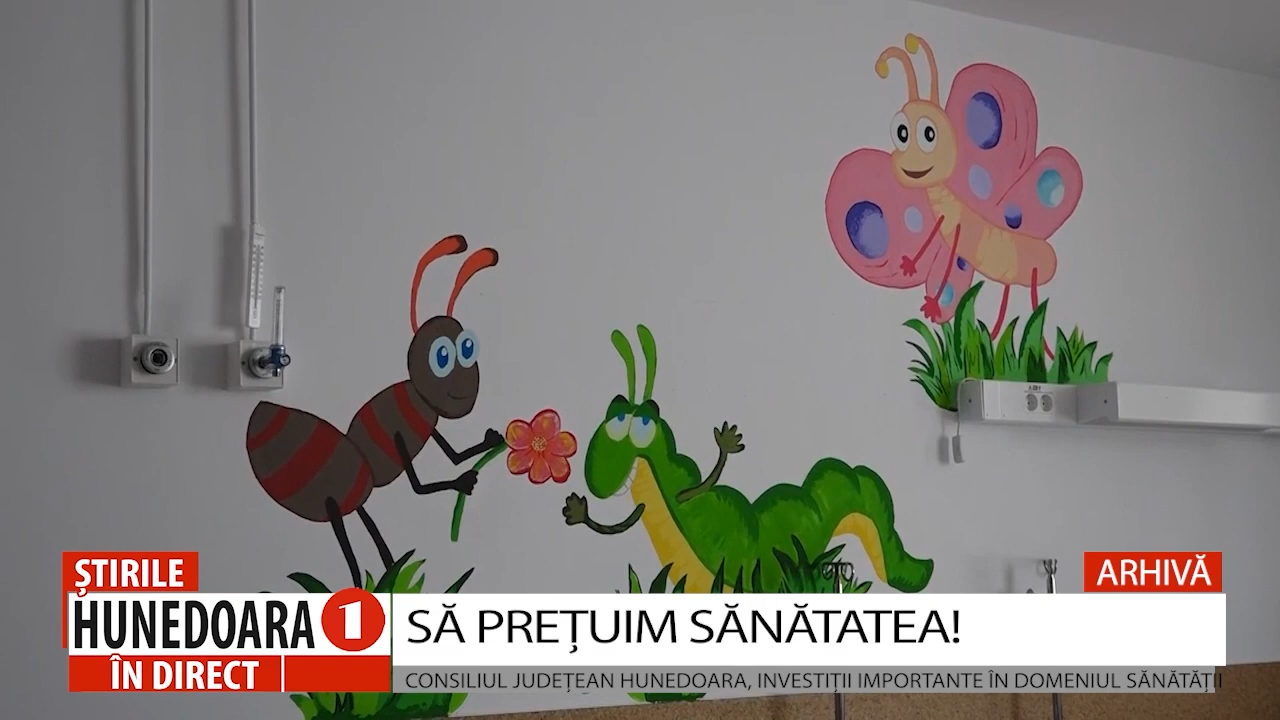 ȘTIRILE
HUNEDOARA 1
ÎN DIRECT
ARHIVĂ
SĂ PREȚUIM SĂNĂTATEA!
CONSILIUL JUDEȚEAN HUNEDOARA, INVESTIȚII IMPORTANTE ÎN DOMENIUL SĂNĂTĂȚII